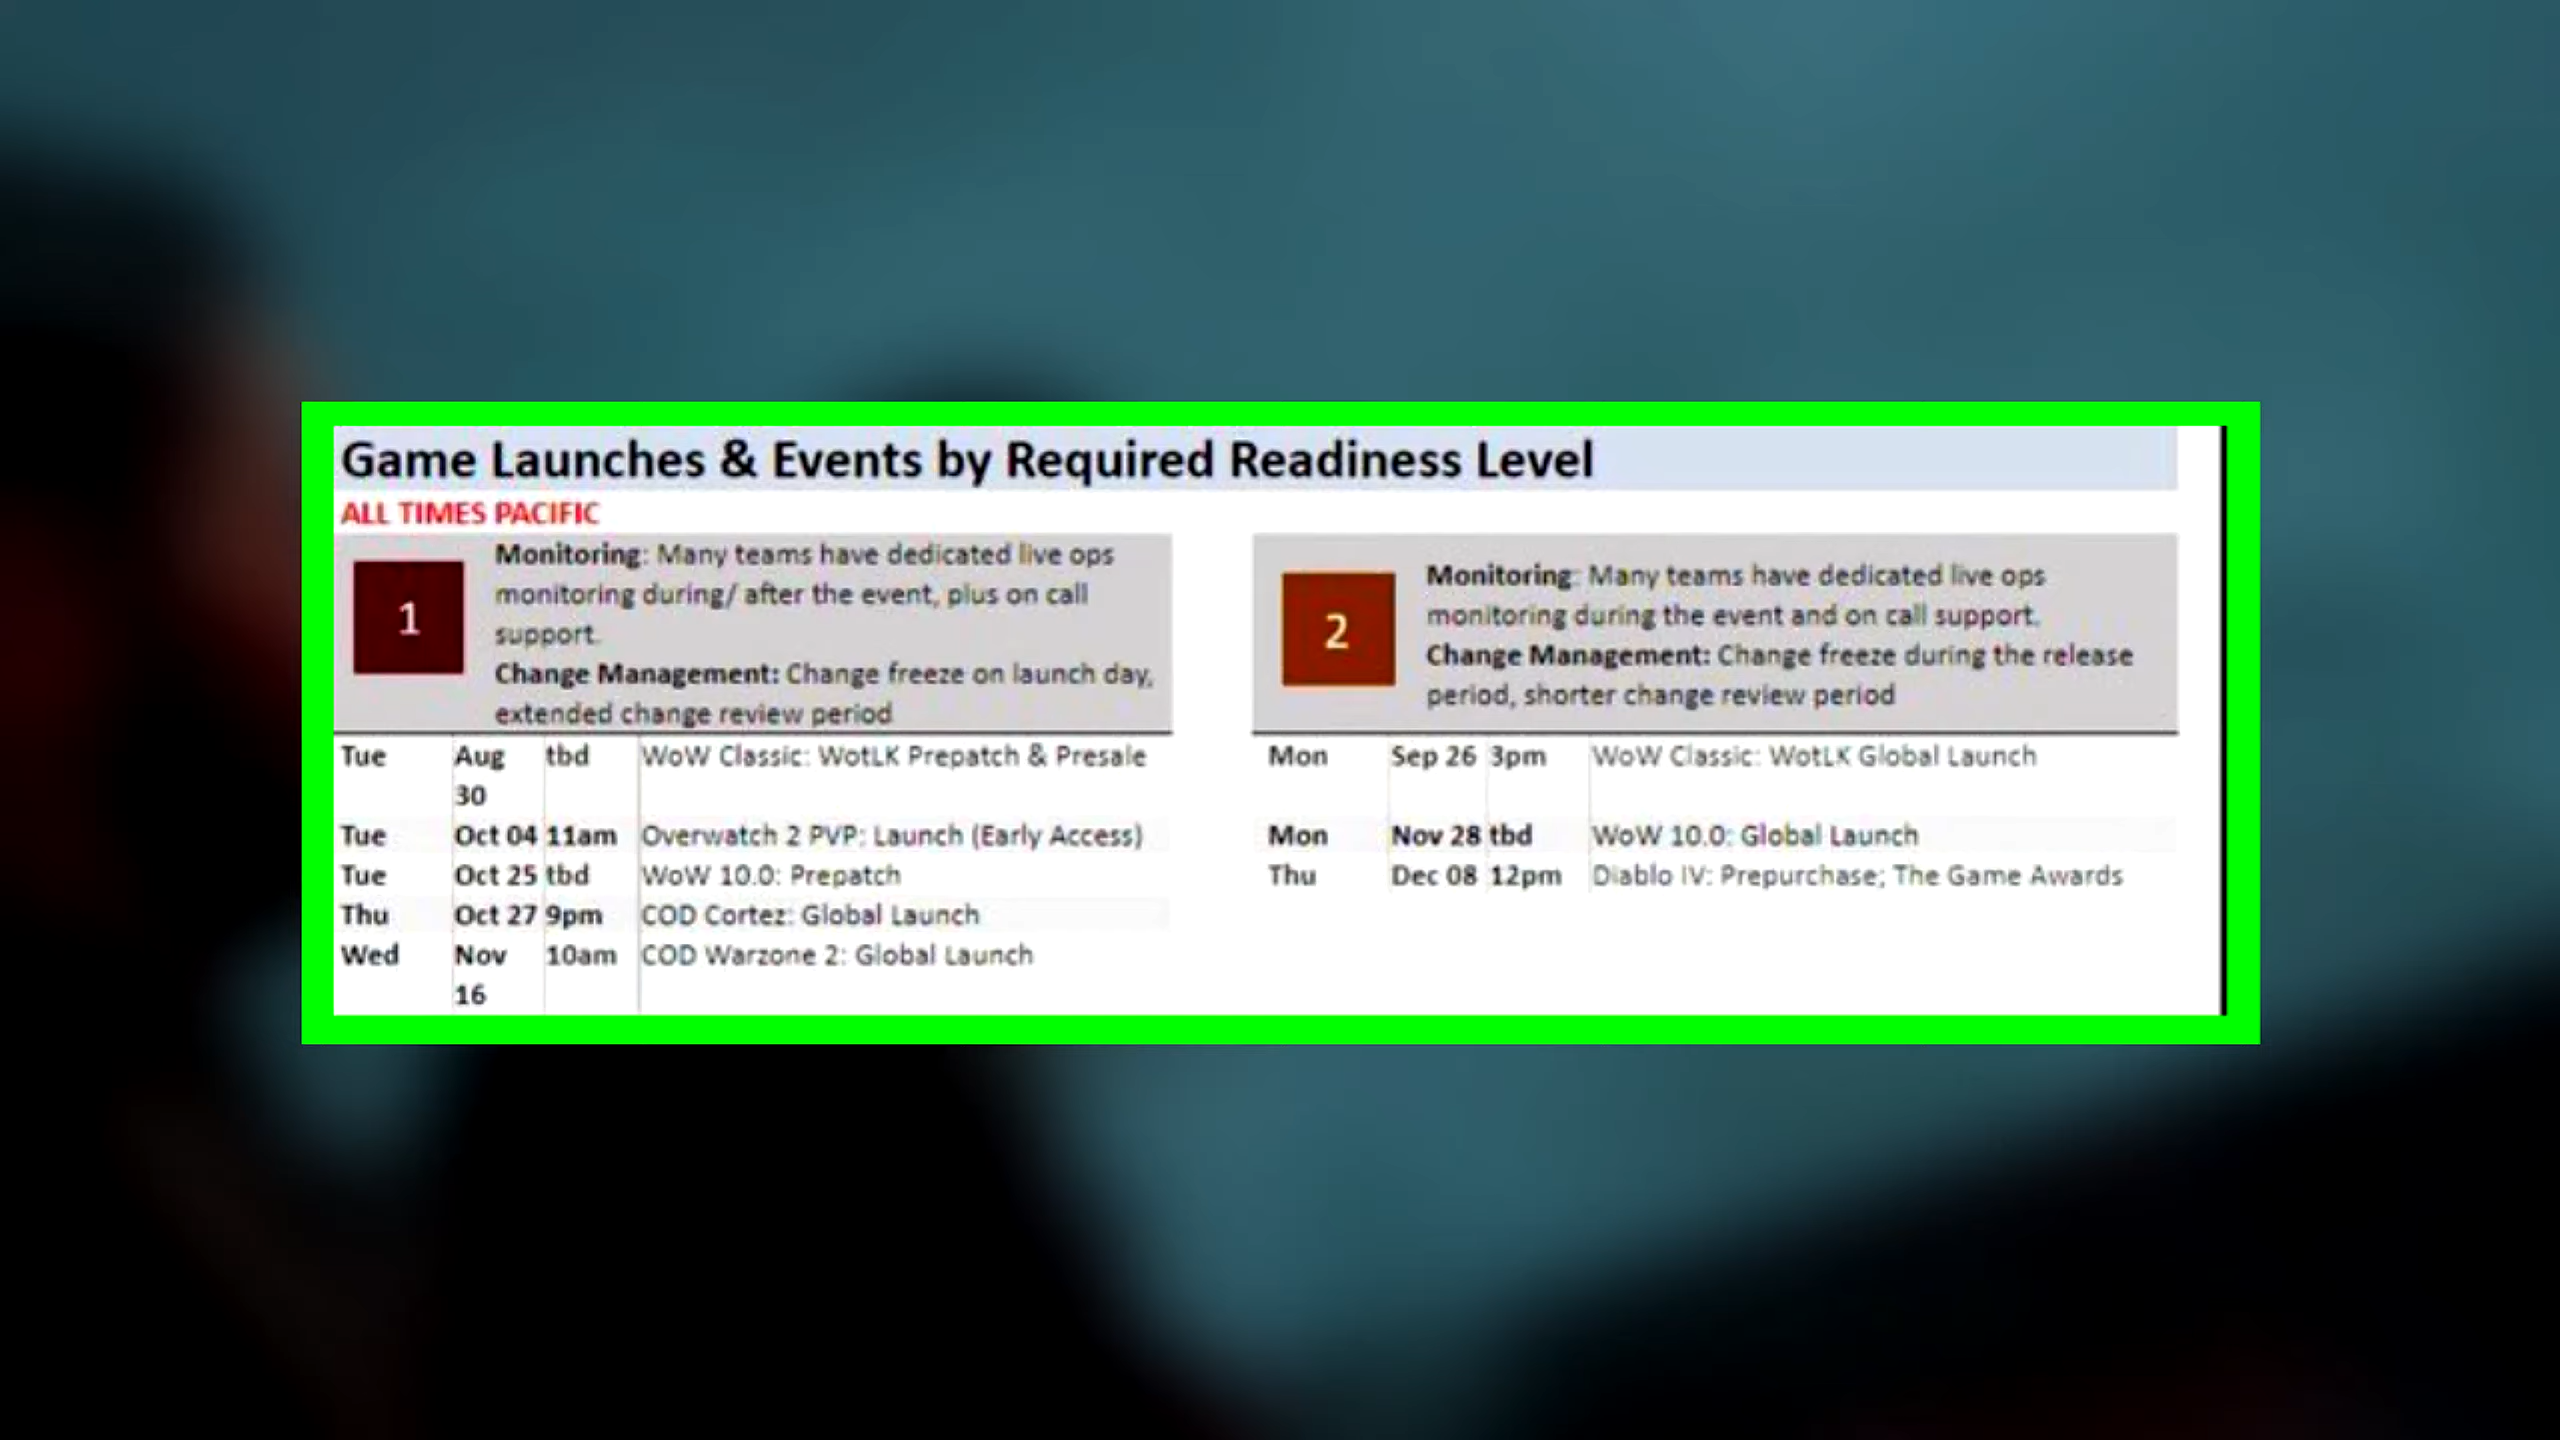 Game Launches & Events by Required Readiness Level
ALL TIMES PACIFIC
1
Monitoring: Many teams have dedicated live ops
monitoring during/ after the event, plus on call
support.
Change Management: Change freeze on launch day,
extended change review period
Tue Aug 30 tbd WoW Classic: WotLK Prepatch & Presale
Tue Oct 04 11am Overwatch 2 PVP: Launch (Early Access)
Tue Oct 25 tbd WoW 10.0: Prepatch
Thu Oct 27 9pm COD Cortez: Global Launch
Wed Nov 16 10am COD Warzone 2: Global Launch
2
Monitoring: Many teams have dedicated live ops
monitoring during the event and on call support.
Change Management: Change freeze during the release
period, shorter change review period
Mon Sep 26 3pm WoW Classic: WotLK Global Launch
Mon Nov 28 tbd WoW 10.0: Global Launch
Thu Dec 08 12pm Diablo IV: Prepurchase; The Game Awards